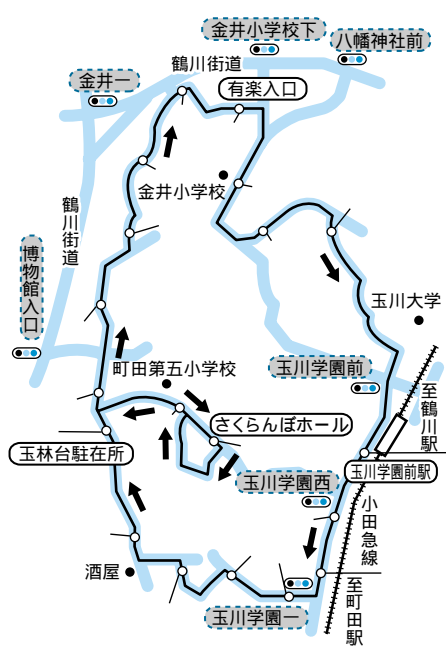 金井小学校下
八幡神社前
鶴川街道
金井一
有楽入口
金井小学校
鶴川街道
博物館入口
玉川大学
町田第五小学校
玉川学園前
至鶴川駅
さくらんぼホール
玉林台駐在所
玉川学園前駅
玉川学園西
小田急線
酒屋
至町田駅
玉川学園一